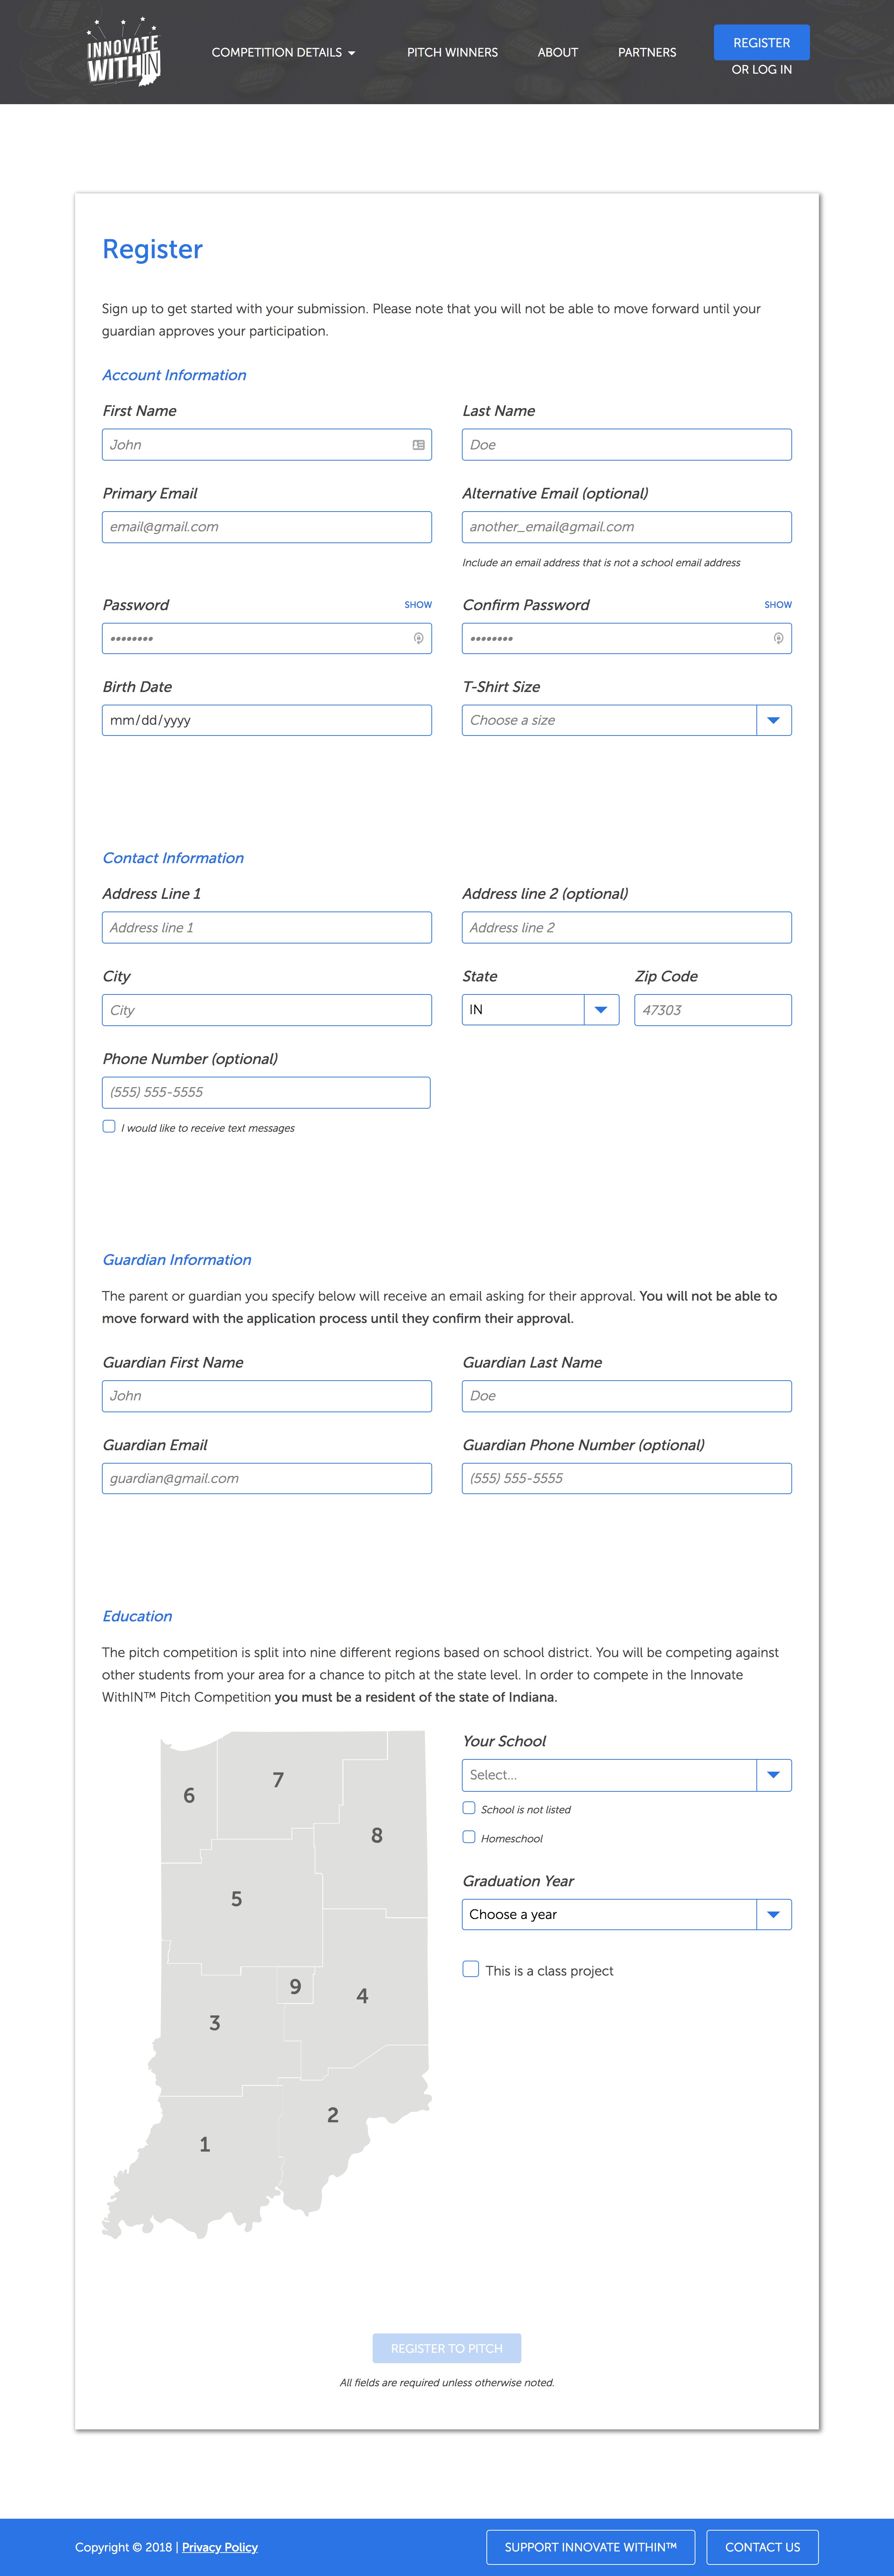 INNOVATE
WITHIN
COMPETITION DETAILS
PITCH WINNERS
ABOUT
PARTNERS
REGISTER
OR LOG IN
Register
Sign up to get started with your submission. Please note that you will not be able to move forward until your
guardian approves your participation.
Account Information
First Name
Last Name
John
Doe
Primary Email
Alternative Email (optional)
email@gmail.com
another_email@gmail.com
Include an email address that is not a school email address
Password
SHOW
Confirm Password
SHOW
••••••••
••••••••
Birth Date
T-Shirt Size
mm/dd/yyyy
Choose a size
Contact Information
Address Line 1
Address line 2 (optional)
Address line 1
Address line 2
City
State
Zip Code
City
IN
47303
Phone Number (optional)
(555) 555-5555
I would like to receive text messages
Guardian Information
The parent or guardian you specify below will receive an email asking for their approval. You will not be able to
move forward with the application process until they confirm their approval.
Guardian First Name
Guardian Last Name
John
Doe
Guardian Email
Guardian Phone Number (optional)
guardian@gmail.com
(555) 555-5555
Education
The pitch competition is split into nine different regions based on school district. You will be competing against
other students from your area for a chance to pitch at the state level. In order to compete in the Innovate
WithIN™ Pitch Competition you must be a resident of the state of Indiana.
6
7
8
5
9
4
3
2
1
Your School
Select...
School is not listed
Homeschool
Graduation Year
Choose a year
This is a class project
REGISTER TO PITCH
All fields are required unless otherwise noted.
Copyright © 2018 | Privacy Policy
SUPPORT INNOVATE WITHIN™
CONTACT US